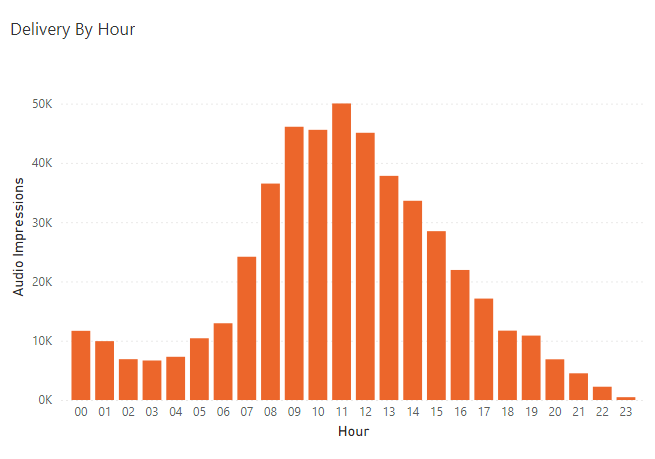 Delivery By Hour
Audio Impressions
50K
40K
30K
20K
10K
0K
00 01 02 03 04 05 06 07 08 09 10 11 12 13 14 15 16 17 18 19 20 21 22 23
Hour